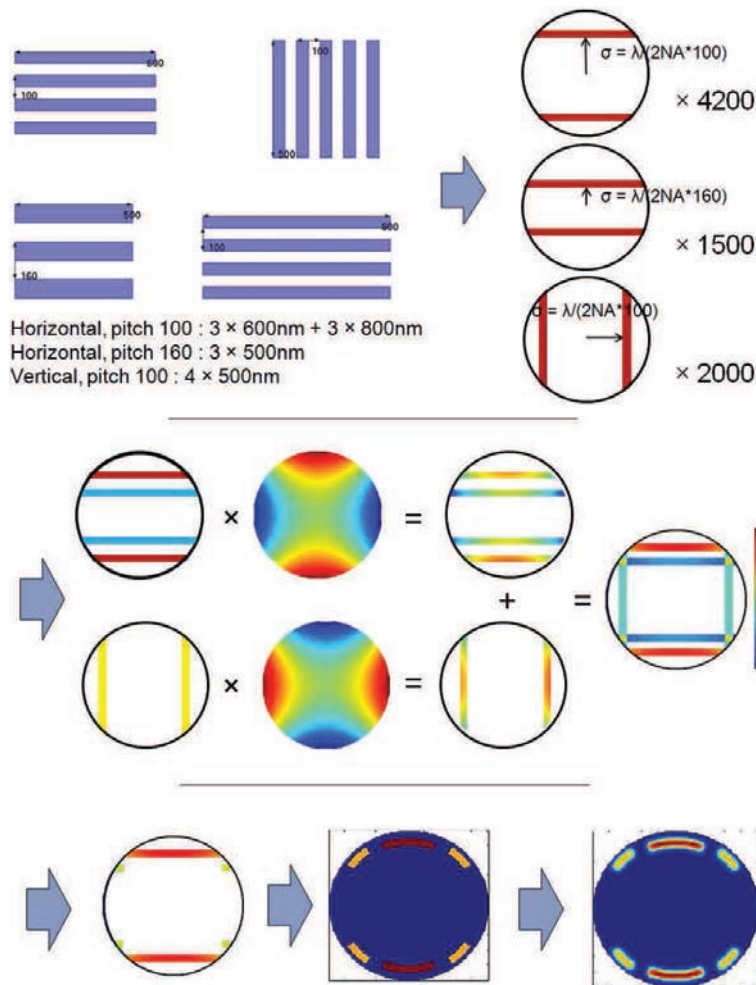 600
100
100
500
σ = λ/(2NA*100)
× 4200
500
160
900
100
σ = λ/(2NA*160)
× 1500
Horizontal, pitch 100 : 3 × 600nm + 3 × 800nm
Horizontal, pitch 160 : 3 × 500nm
Vertical, pitch 100 : 4 × 500nm
σ = λ/(2NA*100)
× 2000
× =
+ =
× =